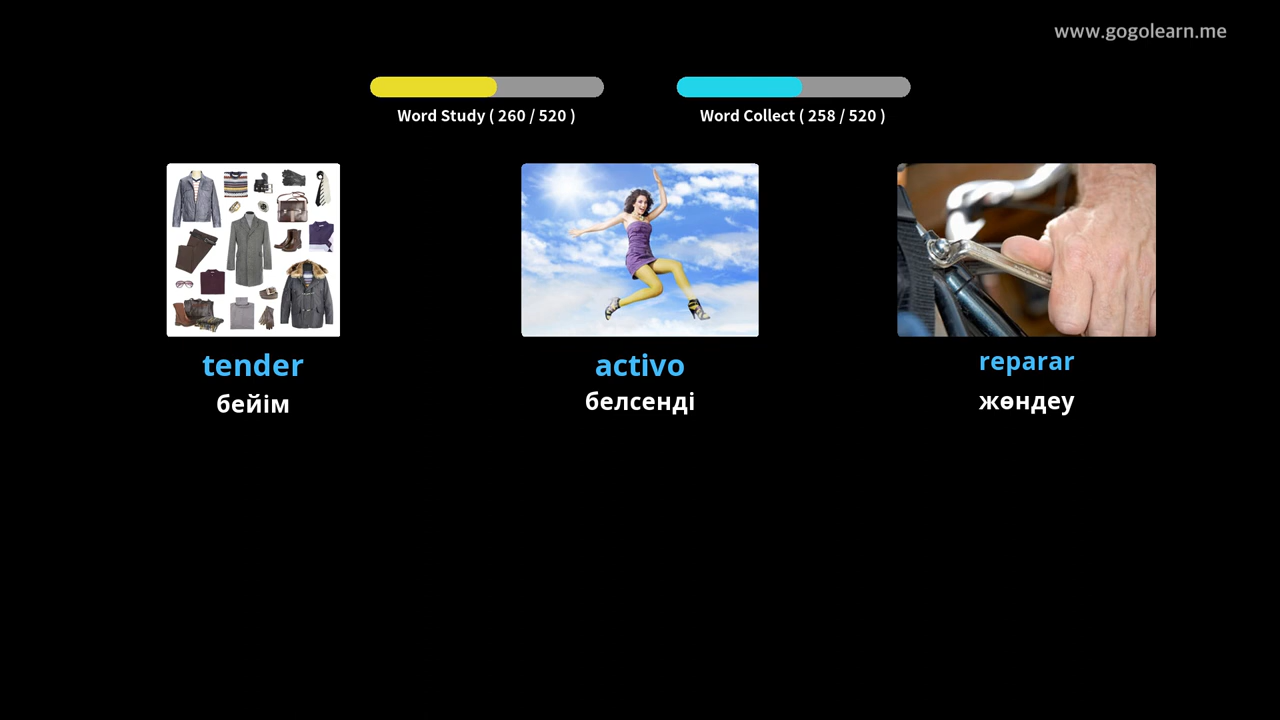 www.gogolearn.me
Word Study ( 260 / 520 )
Word Collect ( 258 / 520 )
tender
activo
reparar
бейім
белсенді
жөндеу